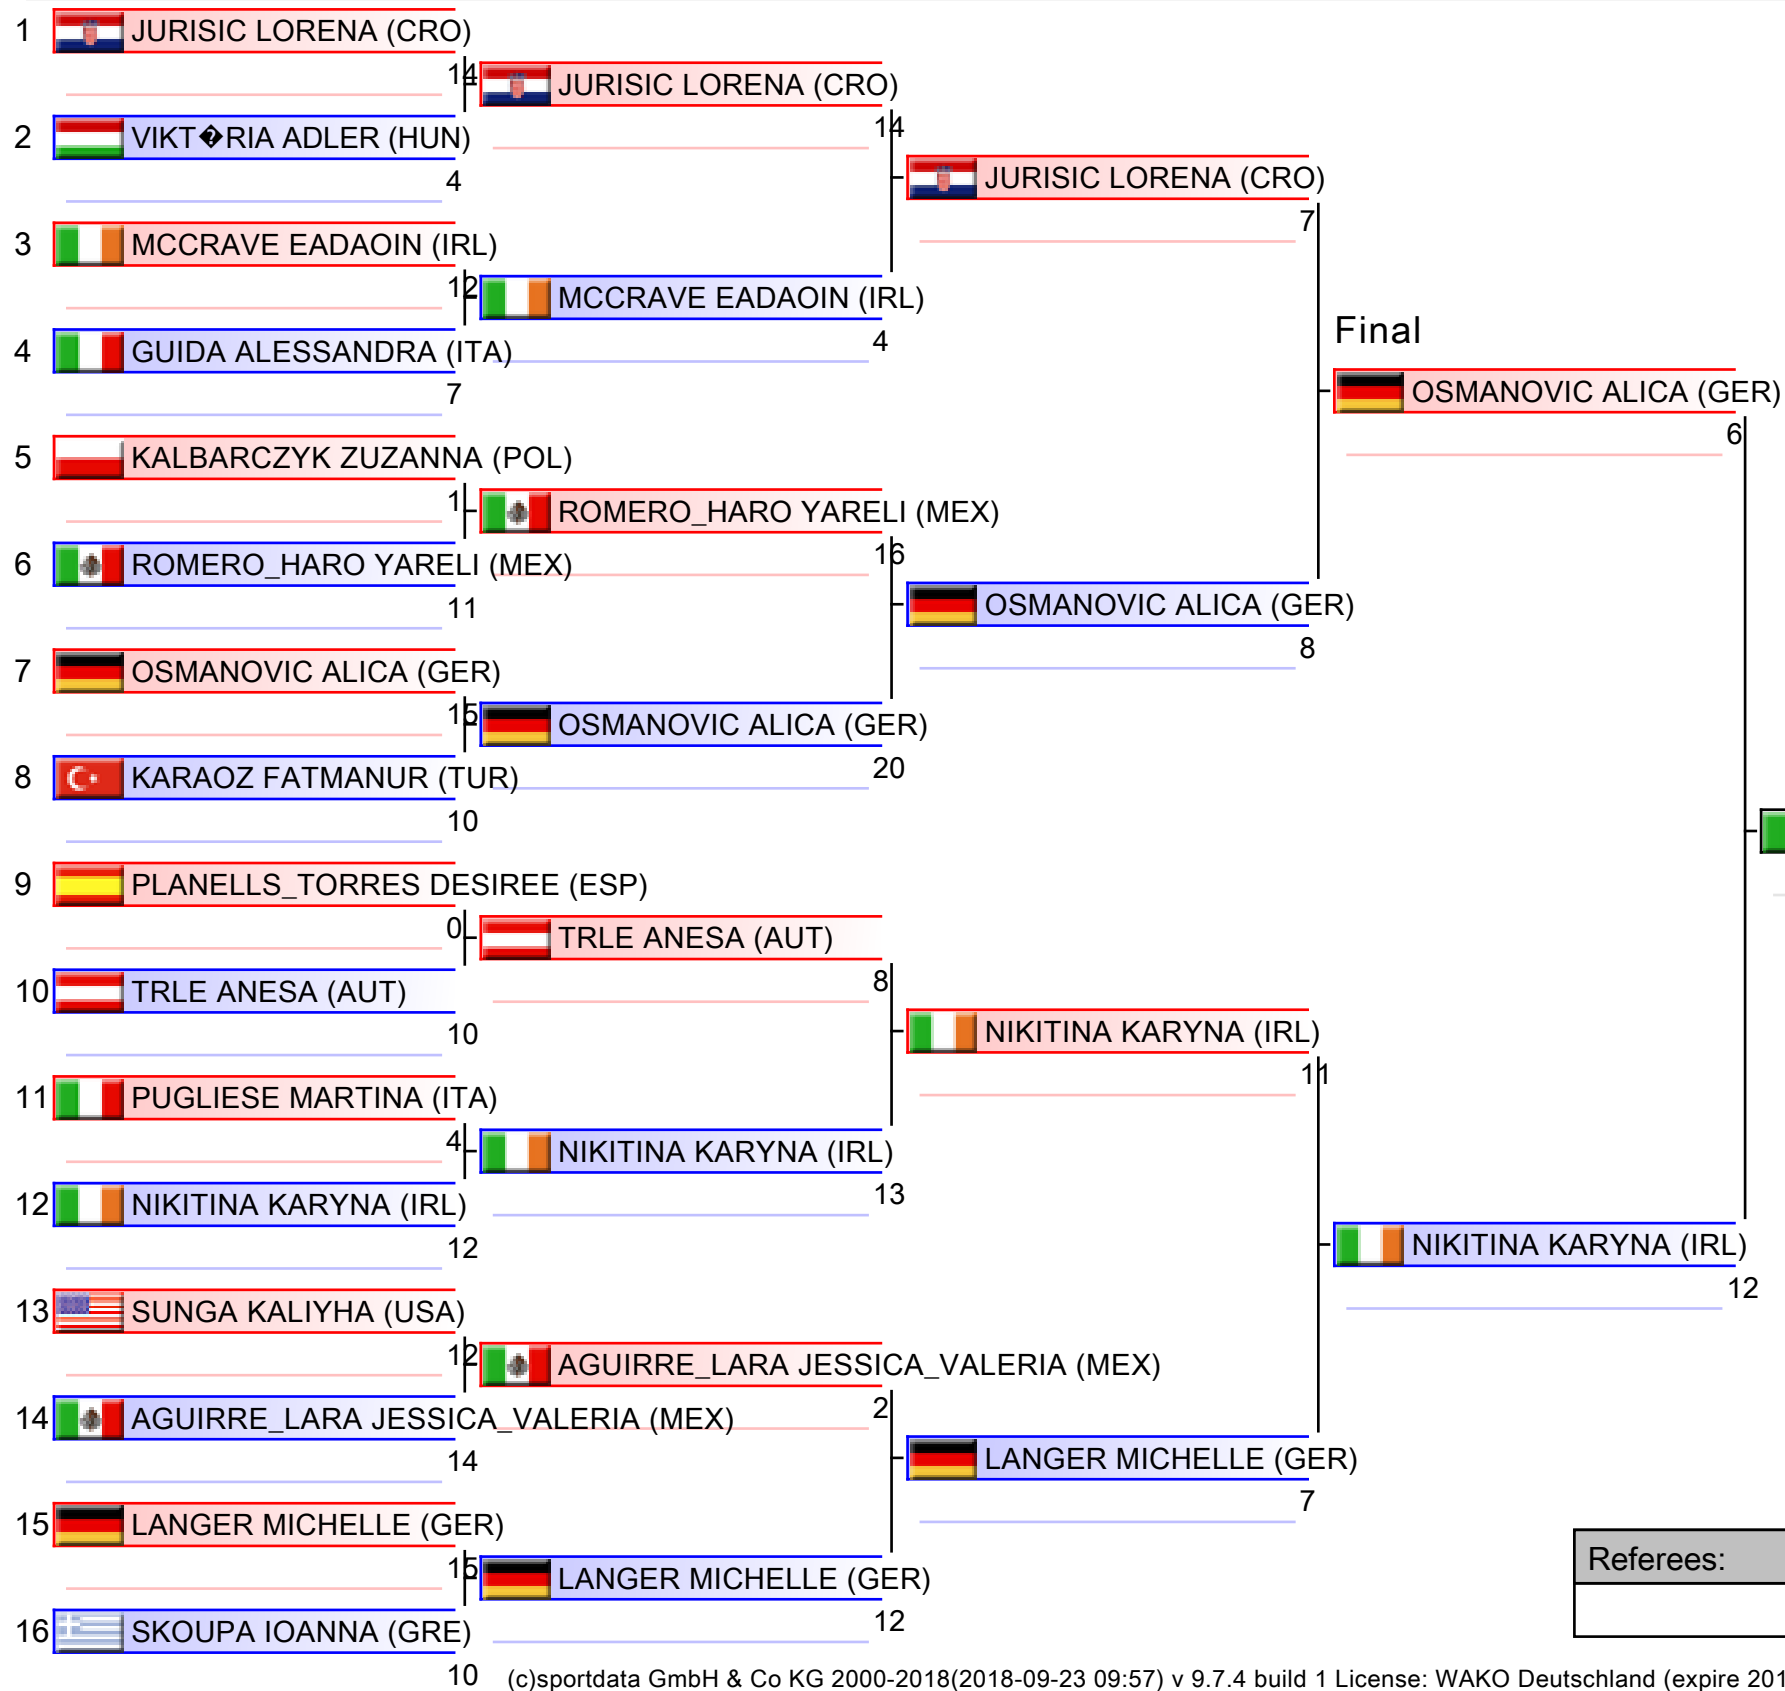 1 JURISIC LORENA (CRO)
14 JURISIC LORENA (CRO)
2 VIKT�RIA ADLER (HUN) 14
4 JURISIC LORENA (CRO)
3 MCCRAVE EADAOIN (IRL) 7
12 MCCRAVE EADAOIN (IRL)
4 GUIDA ALESSANDRA (ITA) 4 Final
7 OSMANOVIC ALICA (GER)
5 KALBARCZYK ZUZANNA (POL) 6
1 ROMERO_HARO YARELI (MEX)
6 ROMERO_HARO YARELI (MEX) 16
11 OSMANOVIC ALICA (GER)
7 OSMANOVIC ALICA (GER) 8
15 OSMANOVIC ALICA (GER)
8 KARAOZ FATMANUR (TUR) 20
10
9 PLANELLS_TORRES DESIREE (ESP)
0 TRLE ANESA (AUT)
10 TRLE ANESA (AUT) 8
10 NIKITINA KARYNA (IRL)
11 PUGLIESE MARTINA (ITA) 11
4 NIKITINA KARYNA (IRL)
12 NIKITINA KARYNA (IRL) 13
12 NIKITINA KARYNA (IRL)
13 SUNGA KALIYHA (USA) 12
12 AGUIRRE_LARA JESSICA_VALERIA (MEX)
14 AGUIRRE_LARA JESSICA_VALERIA (MEX) 2
14 LANGER MICHELLE (GER)
15 LANGER MICHELLE (GER) 7
15 LANGER MICHELLE (GER) Referees:
16 SKOUPA IOANNA (GRE) 12
10 (c)sportdata GmbH & Co KG 2000-2018(2018-09-23 09:57) v 9.7.4 build 1 License: WAKO Deutschland (expire 201